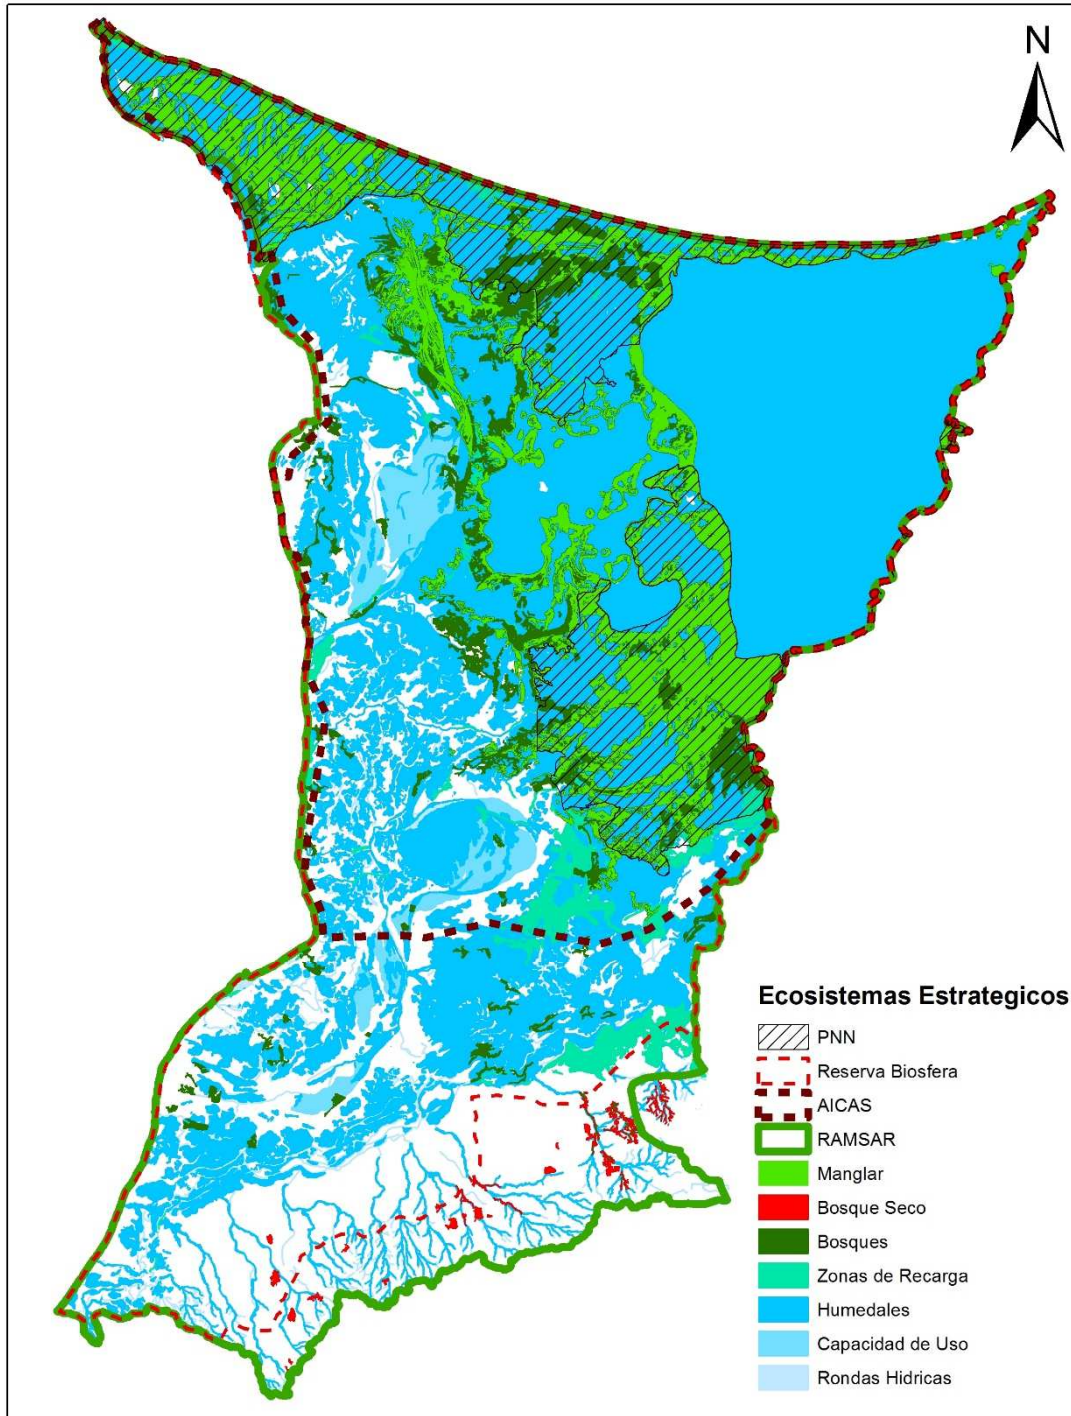 N
Ecosistemas Estrategicos
PNN
Reserva Biosfera
AICAS
RAMSAR
Manglar
Bosque Seco
Bosques
Zonas de Recarga
Humedales
Capacidad de Uso
Rondas Hidricas